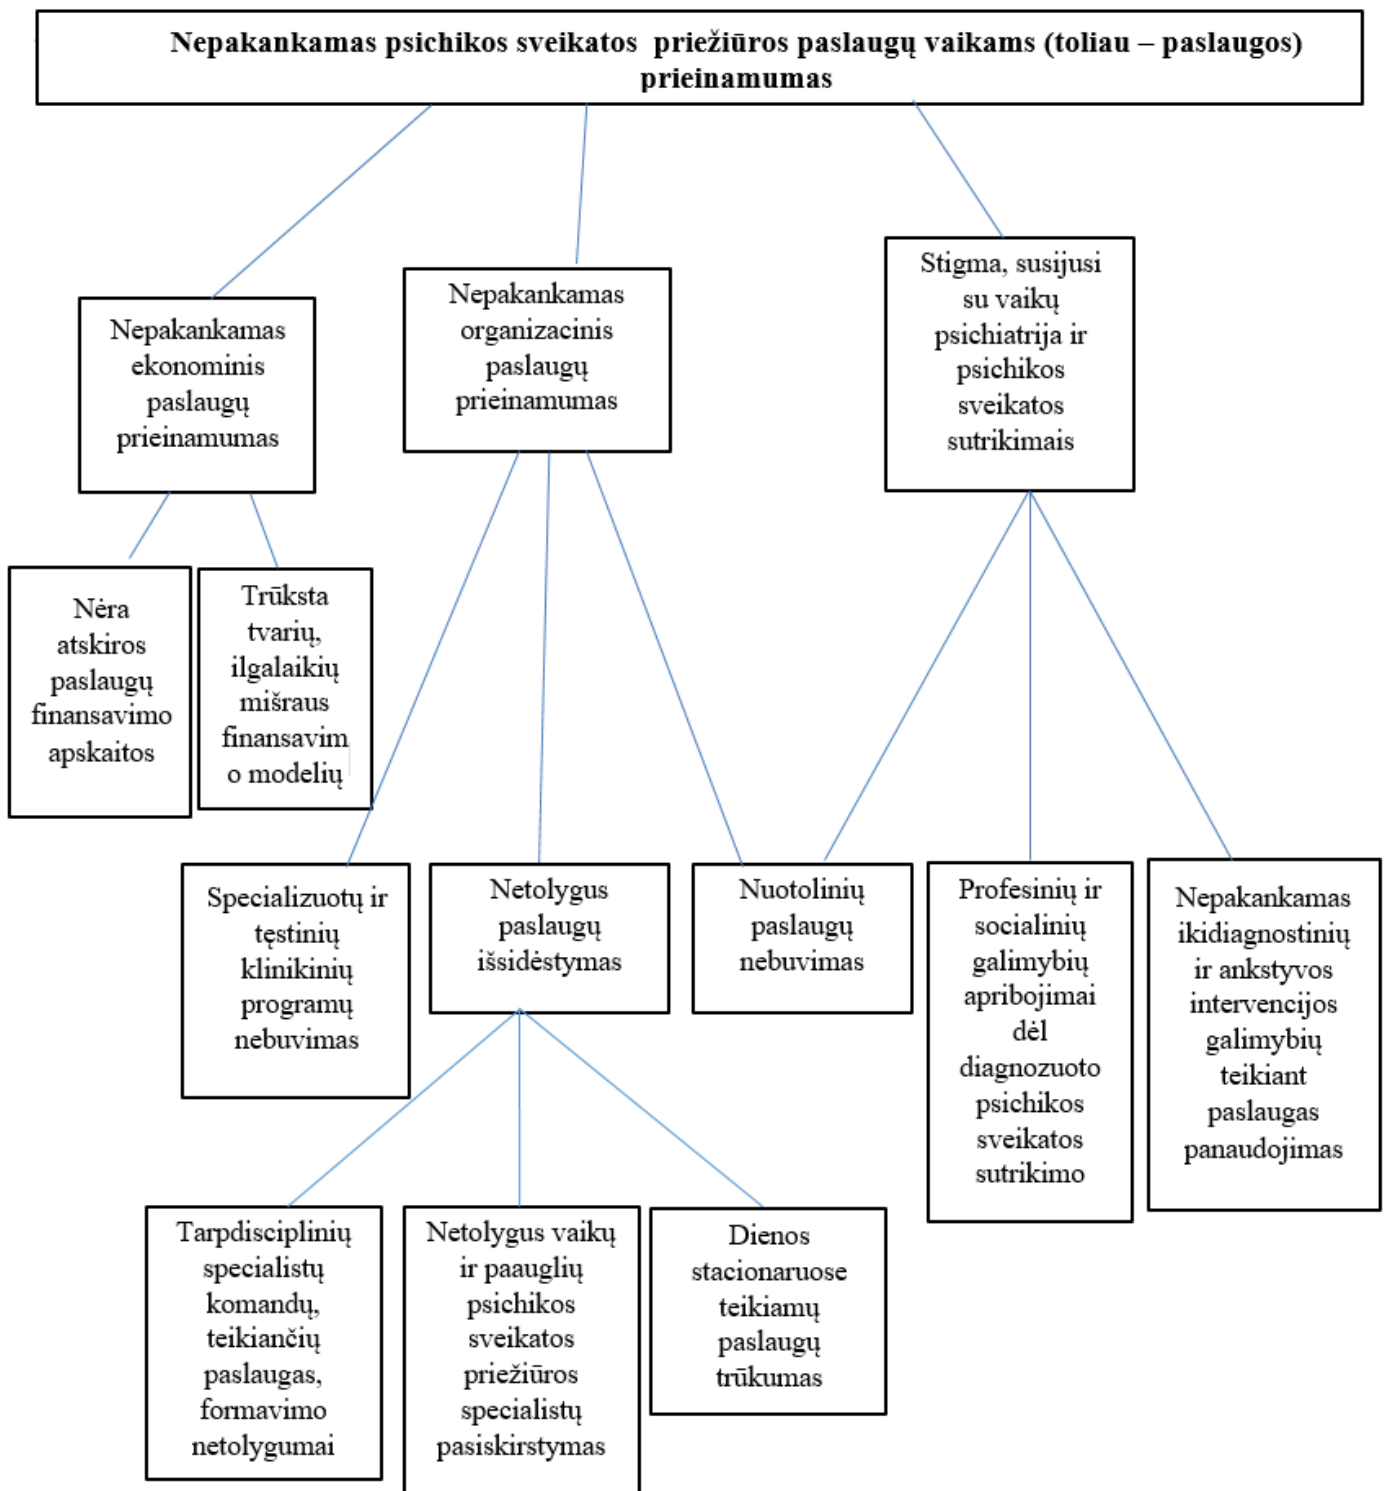 Nepakankamas psichikos sveikatos priežiūros paslaugų vaikams (toliau – paslaugos)
prieinamumas
Nepakankamas
ekonominis
paslaugų
prieinamumas
Nepakankamas
organizacinis
paslaugų
prieinamumas
Stigma, susijusi
su vaikų
psichiatrija ir
psichikos
sveikatos
sutrikimais
Nėra
atskiros
paslaugų
finansavimo
apskaitos
Trūksta
tvarių,
ilgalaikių
mišraus
finansavim
o modelių
Specializuotų ir
tęstinių
klinikinių
programų
nebuvimas
Netolygus
paslaugų
išsidėstymas
Nuotolinių
paslaugų
nebuvimas
Profesinių ir
socialinių
galimybių
apribojimai
dėl
diagnozuoto
psichikos
sveikatos
sutrikimo
Nepakankamas
ikidiagnostinių
ir ankstyvos
intervencijos
galimybių
teikiant
paslaugas
panaudojimas
Tarpdisciplinių
specialistų
komandų,
teikiančių
paslaugas,
formavimo
netolygumai
Netolygus vaikų
ir paauglių
psichikos
sveikatos
priežiūros
specialistų
pasiskirstymas
Dienos
stacionaruose
teikiamų
paslaugų
trūkumas